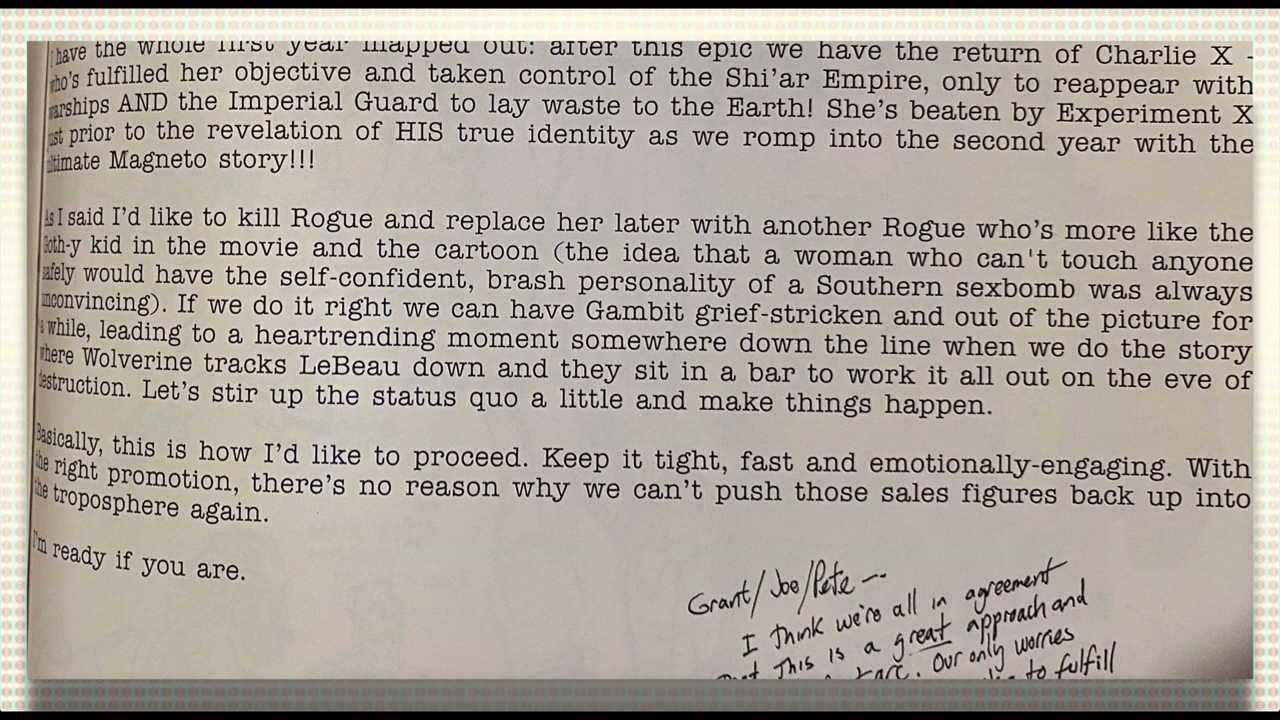 have the whole first year mapped out: after this epic we have the return of Charlie X -
who's fulfilled her objective and taken control of the Shi'ar Empire, only to reappear with
warships AND the Imperial Guard to lay waste to the Earth! She's beaten by Experiment X
just prior to the revelation of HIS true identity as we romp into the second year with the
ultimate Magneto story!!!
As I said I'd like to kill Rogue and replace her later with another Rogue who's more like the
Goth-y kid in the movie and the cartoon (the idea that a woman who can't touch anyone
safely would have the self-confident, brash personality of a Southern sexbomb was always
unconvincing). If we do it right we can have Gambit grief-stricken and out of the picture for
a while, leading to a heartrending moment somewhere down the line when we do the story
where Wolverine tracks LeBeau down and they sit in a bar to work it all out on the eve of
destruction. Let's stir up the status quo a little and make things happen.
Basically, this is how I'd like to proceed. Keep it tight, fast and emotionally-engaging. With
the right promotion, there's no reason why we can't push those sales figures back up into
the troposphere again.
I'm ready if you are.
Grant/Joe/Pete --
I think we're all in agreement
that this is a great approach and
Our only worries
to fulfill